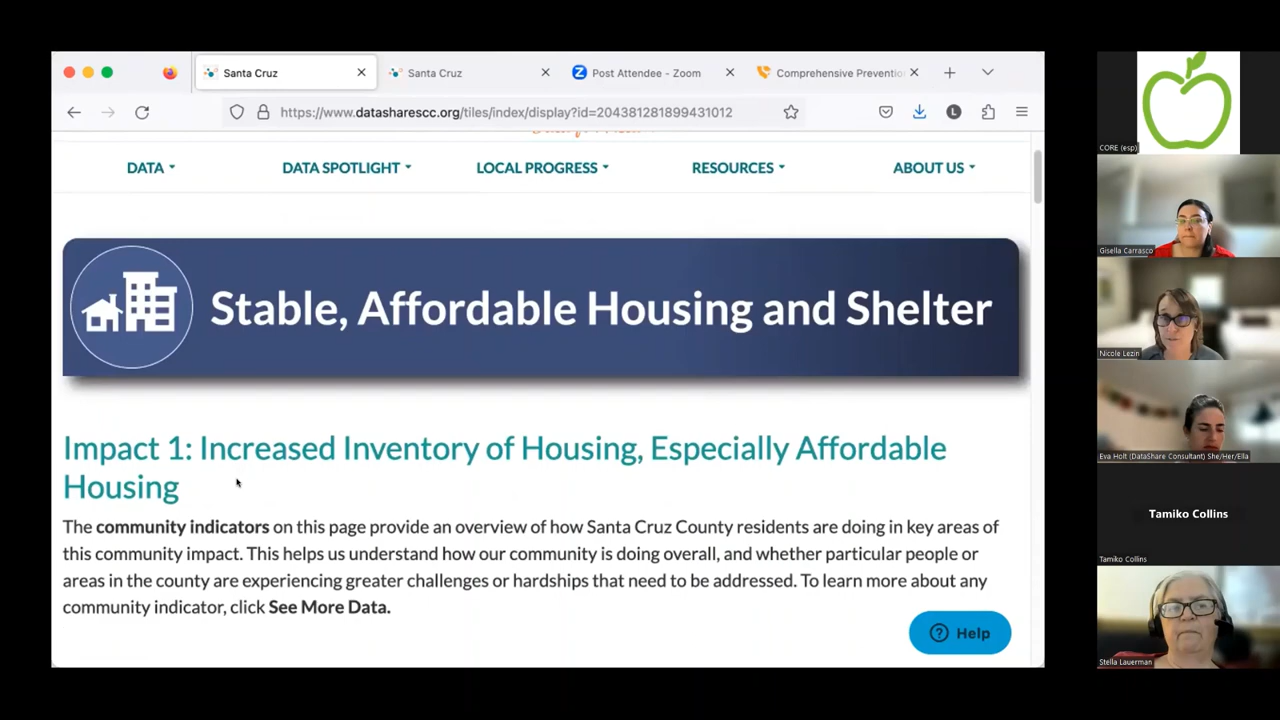 Santa Cruz
Santa Cruz
Post Attendee - Zoom
Comprehensive Preventio
https://www.datasharescc.org/tiles/index/display?id=204381281899431012
L
DATA
DATA SPOTLIGHT
LOCAL PROGRESS
RESOURCES
ABOUT US
Stable, Affordable Housing and Shelter
Impact 1: Increased Inventory of Housing, Especially Affordable
Housing
The community indicators on this page provide an overview of how Santa Cruz County residents are doing in key areas of
this community impact. This helps us understand how our community is doing overall, and whether particular people or
areas in the county are experiencing greater challenges or hardships that need to be addressed. To learn more about any
community indicator, click See More Data.
Help
CORE (esp)
Gisella Carrasco
Nicole Lezin
Eva Holt (DataShare Consultant) She/Her/Ella
Tamiko Collins
Tamiko Collins
Stella Lauerman